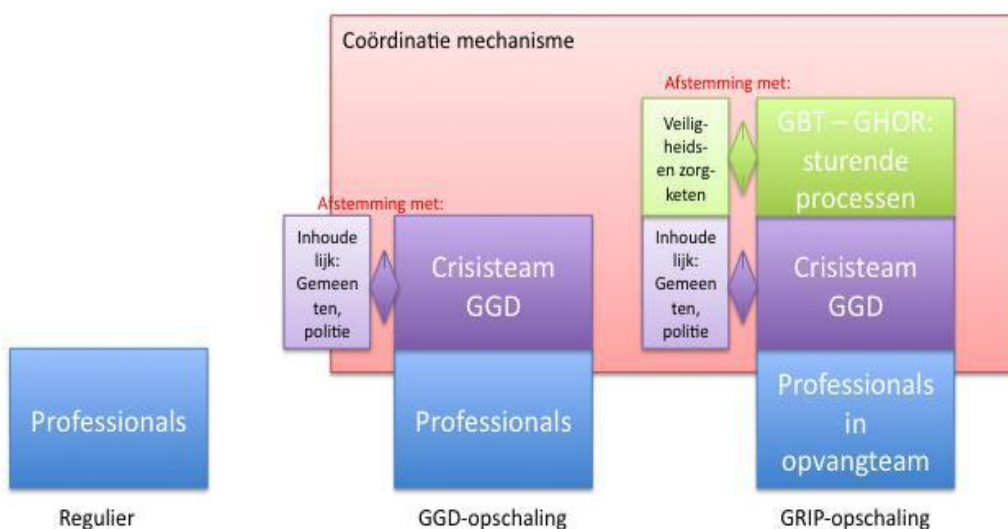 Coördinatie mechanisme
Afstemming met:
Veilig-
heids-
en zorg-
keten
GBT – GHOR:
sturende
processen
Afstemming met:
Inhoude
lijk:
Gemeen
ten,
politie
Crisisteam
GGD
Inhoude
lijk:
Gemeen
ten,
politie
Crisisteam
GGD
Professionals
Professionals
Professionals
in
opvangteam
Regulier
GGD-opschaling
GRIP-opschaling